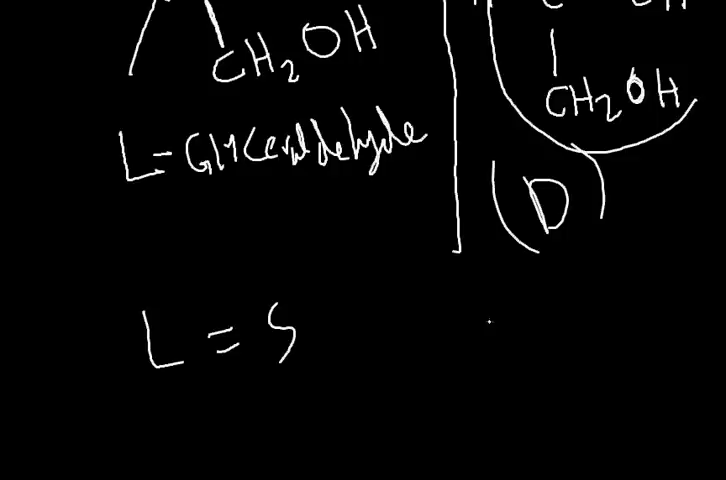 CH2OH
CH2OH
L=Glyceraldehyde
(D)
L = S